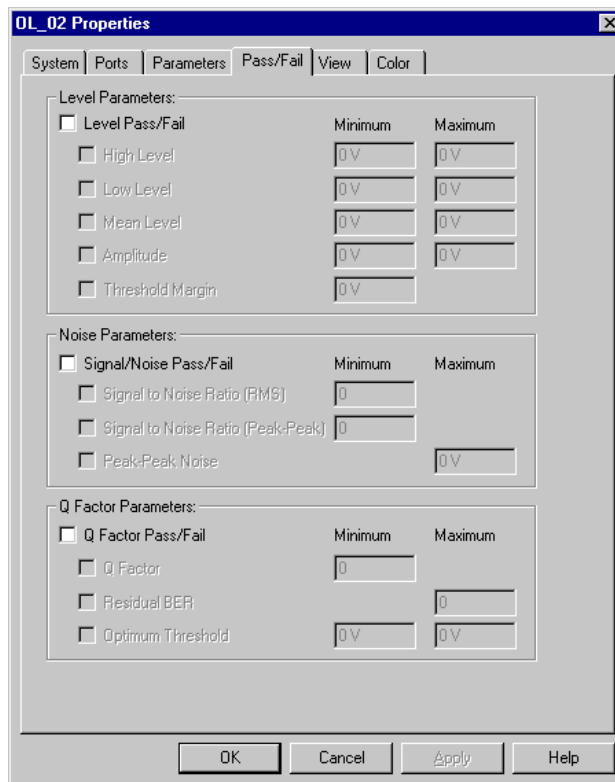 OL_02 Properties
System Ports Parameters Pass/Fail View Color
Level Parameters:
Level Pass/Fail Minimum Maximum
High Level 0 V 0 V
Low Level 0 V 0 V
Mean Level 0 V 0 V
Amplitude 0 V 0 V
Threshold Margin 0 V
Noise Parameters:
Signal/Noise Pass/Fail Minimum Maximum
Signal to Noise Ratio (RMS) 0
Signal to Noise Ratio (Peak-Peak) 0
Peak-Peak Noise 0 V
Q Factor Parameters:
Q Factor Pass/Fail Minimum Maximum
Q Factor 0
Residual BER 0
Optimum Threshold 0 V 0 V
OK Cancel Apply Help